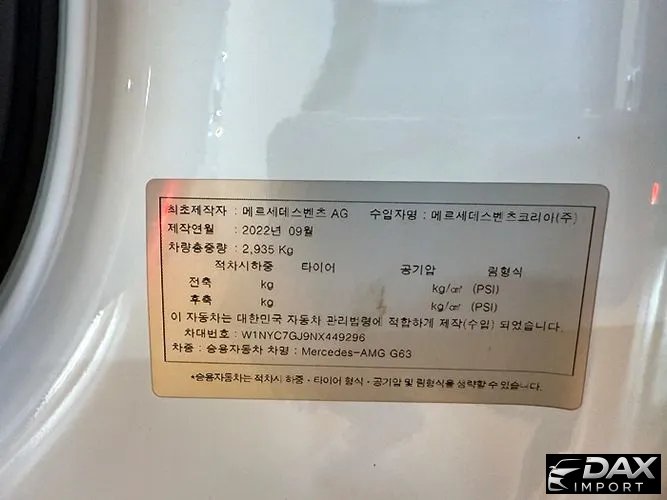 최초제작자 : 메르세데스벤츠 AG 수입자명 : 메르세데스벤츠코리아(주)
제작연월 : 2022년 09월
차량총중량 : 2,935 Kg
적차시하중 타이어 공기압 림형식
전축 kg kg/㎠ (PSI)
후축 kg kg/㎠ (PSI)
이 자동차는 대한민국 자동차 관리법령에 적합하게 제작(수입) 되었습니다.
차대번호 : W1NYC7GJ9NX449296
차종 : 승용자동차 차명 : Mercedes-AMG G63
*승용자동차는 적차시 하중·타이어 형식·공기압 및 림형식을 생략할 수 있습니다.
DAX
IMPORT